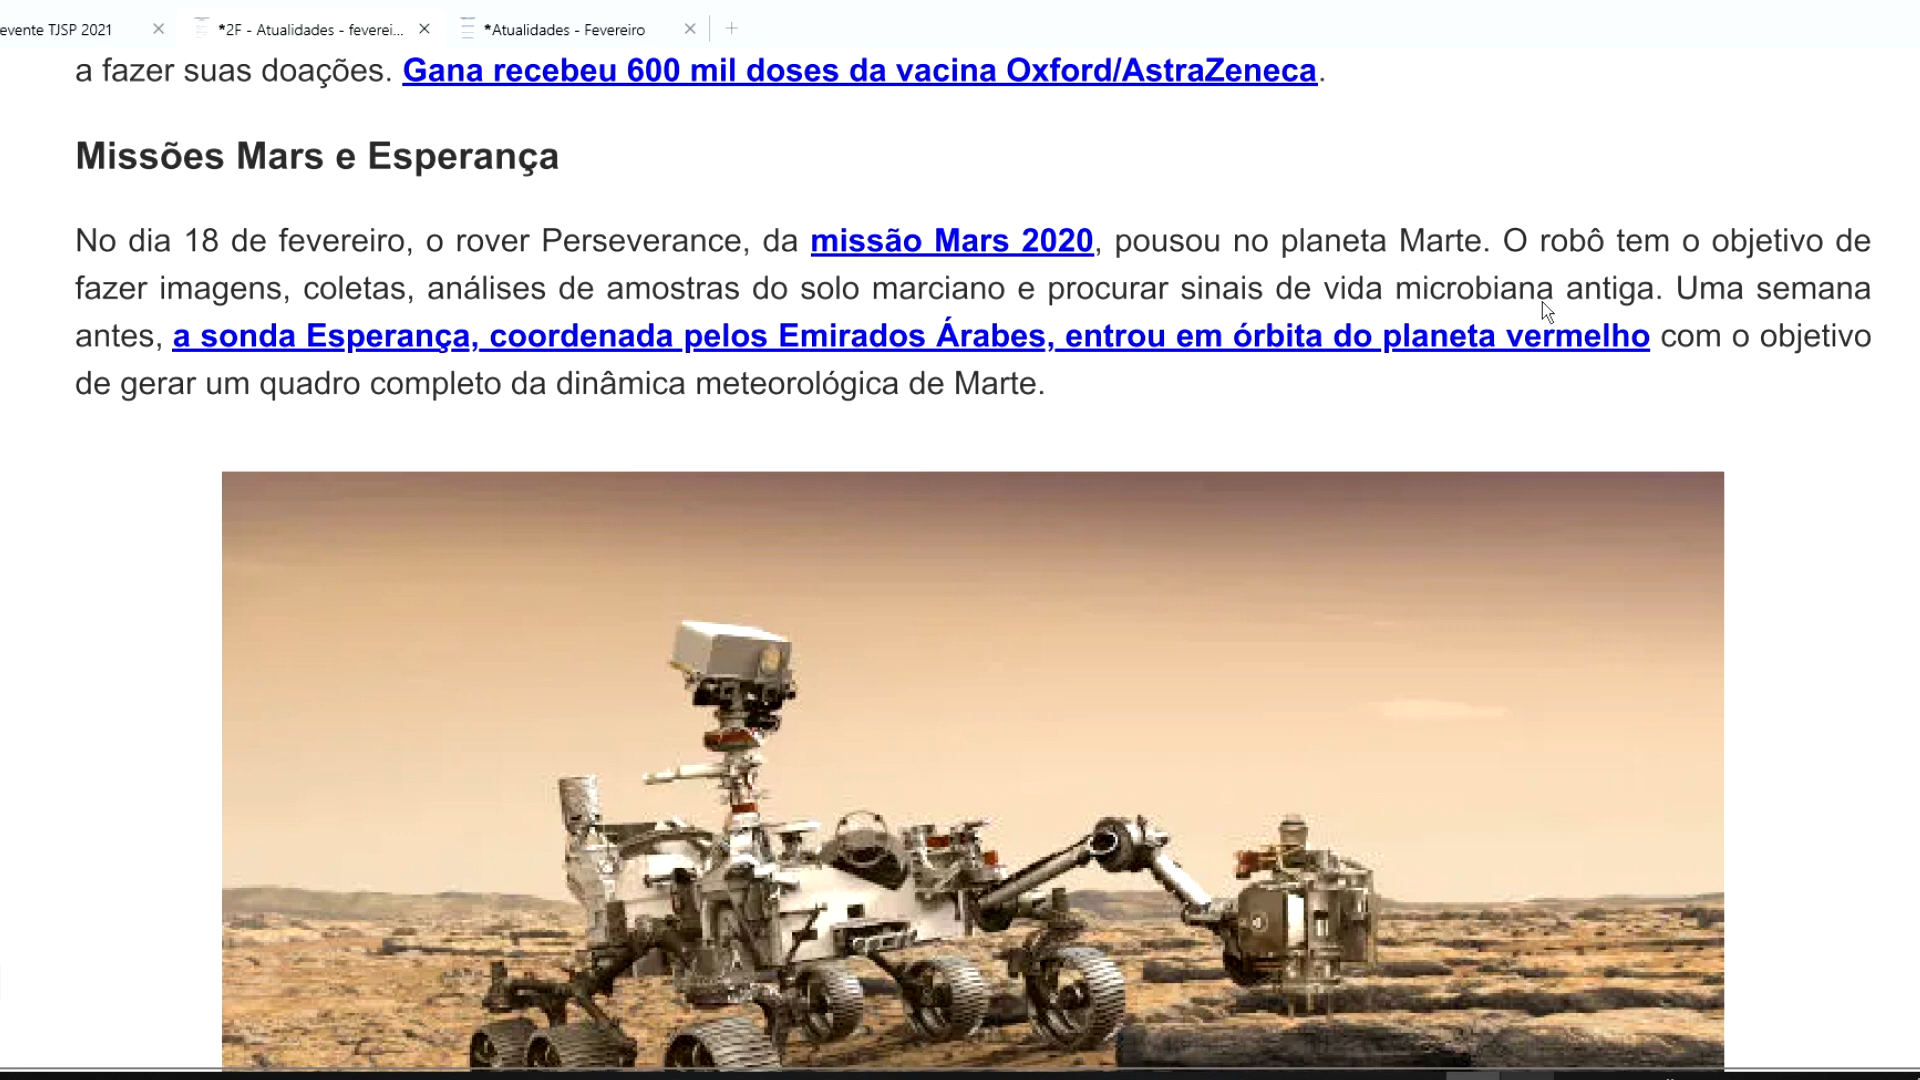 evente TJSP 2021
*2F - Atualidades - feverei...
*Atualidades - Fevereiro
a fazer suas doações. Gana recebeu 600 mil doses da vacina Oxford/AstraZeneca.
Missões Mars e Esperança
No dia 18 de fevereiro, o rover Perseverance, da missão Mars 2020, pousou no planeta Marte. O robô tem o objetivo de
fazer imagens, coletas, análises de amostras do solo marciano e procurar sinais de vida microbiana antiga. Uma semana
antes, a sonda Esperança, coordenada pelos Emirados Árabes, entrou em órbita do planeta vermelho com o objetivo
de gerar um quadro completo da dinâmica meteorológica de Marte.